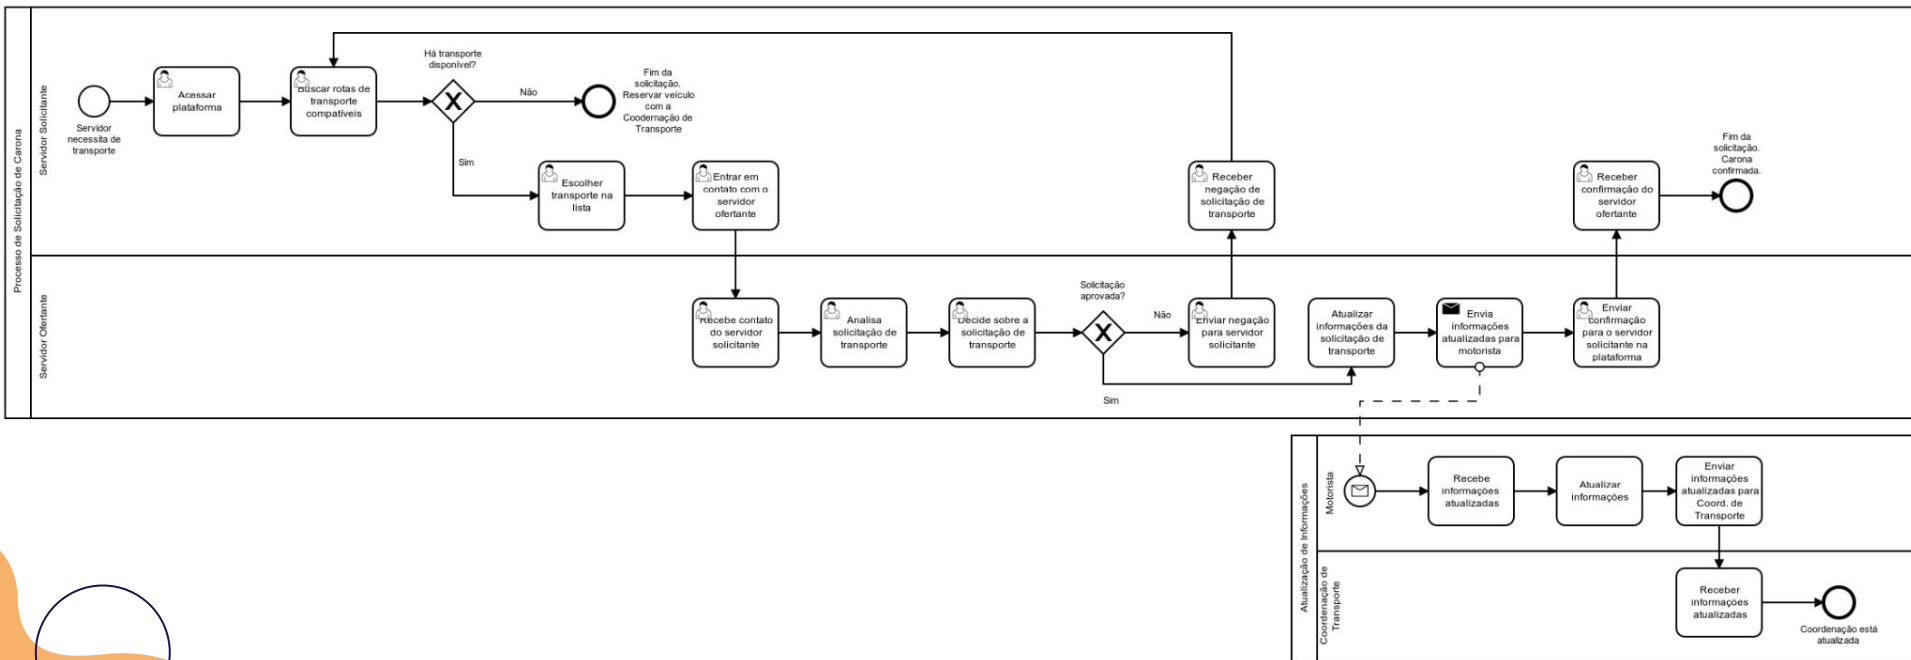 Processo de Solicitação de Carona
Servidor Solicitante
Servidor
necessita de
transporte
Acessar
plataforma
Buscar rotas de
transporte
compatíveis
Há transporte
disponível?
Não
Fim da
solicitação.
Reservar veículo
com a
Coodernação de
Transporte
Sim
Escolher
transporte na
lista
Entrar em
contato com o
servidor
ofertante
Receber
negação de
solicitação de
transporte
Receber
confirmação do
servidor
ofertante
Fim da
solicitação.
Carona
confirmada.
Servidor Ofertante
Recebe contato
do servidor
solicitante
Analisa
solicitação de
transporte
Decide sobre a
solicitação de
transporte
Solicitação
aprovada?
Não
Sim
Enviar negação
para servidor
solicitante
Atualizar
informações da
solicitação de
transporte
Envia
informações
atualizadas para
motorista
Enviar
confirmação
para o servidor
solicitante na
plataforma
Atualização de Informações
Motorista
Recebe
informações
atualizadas
Atualizar
informações
Enviar
informações
atualizadas para
Coord. de
Transporte
Coordenação de
Transporte
Receber
informações
atualizadas
Coordenação está
atualizada